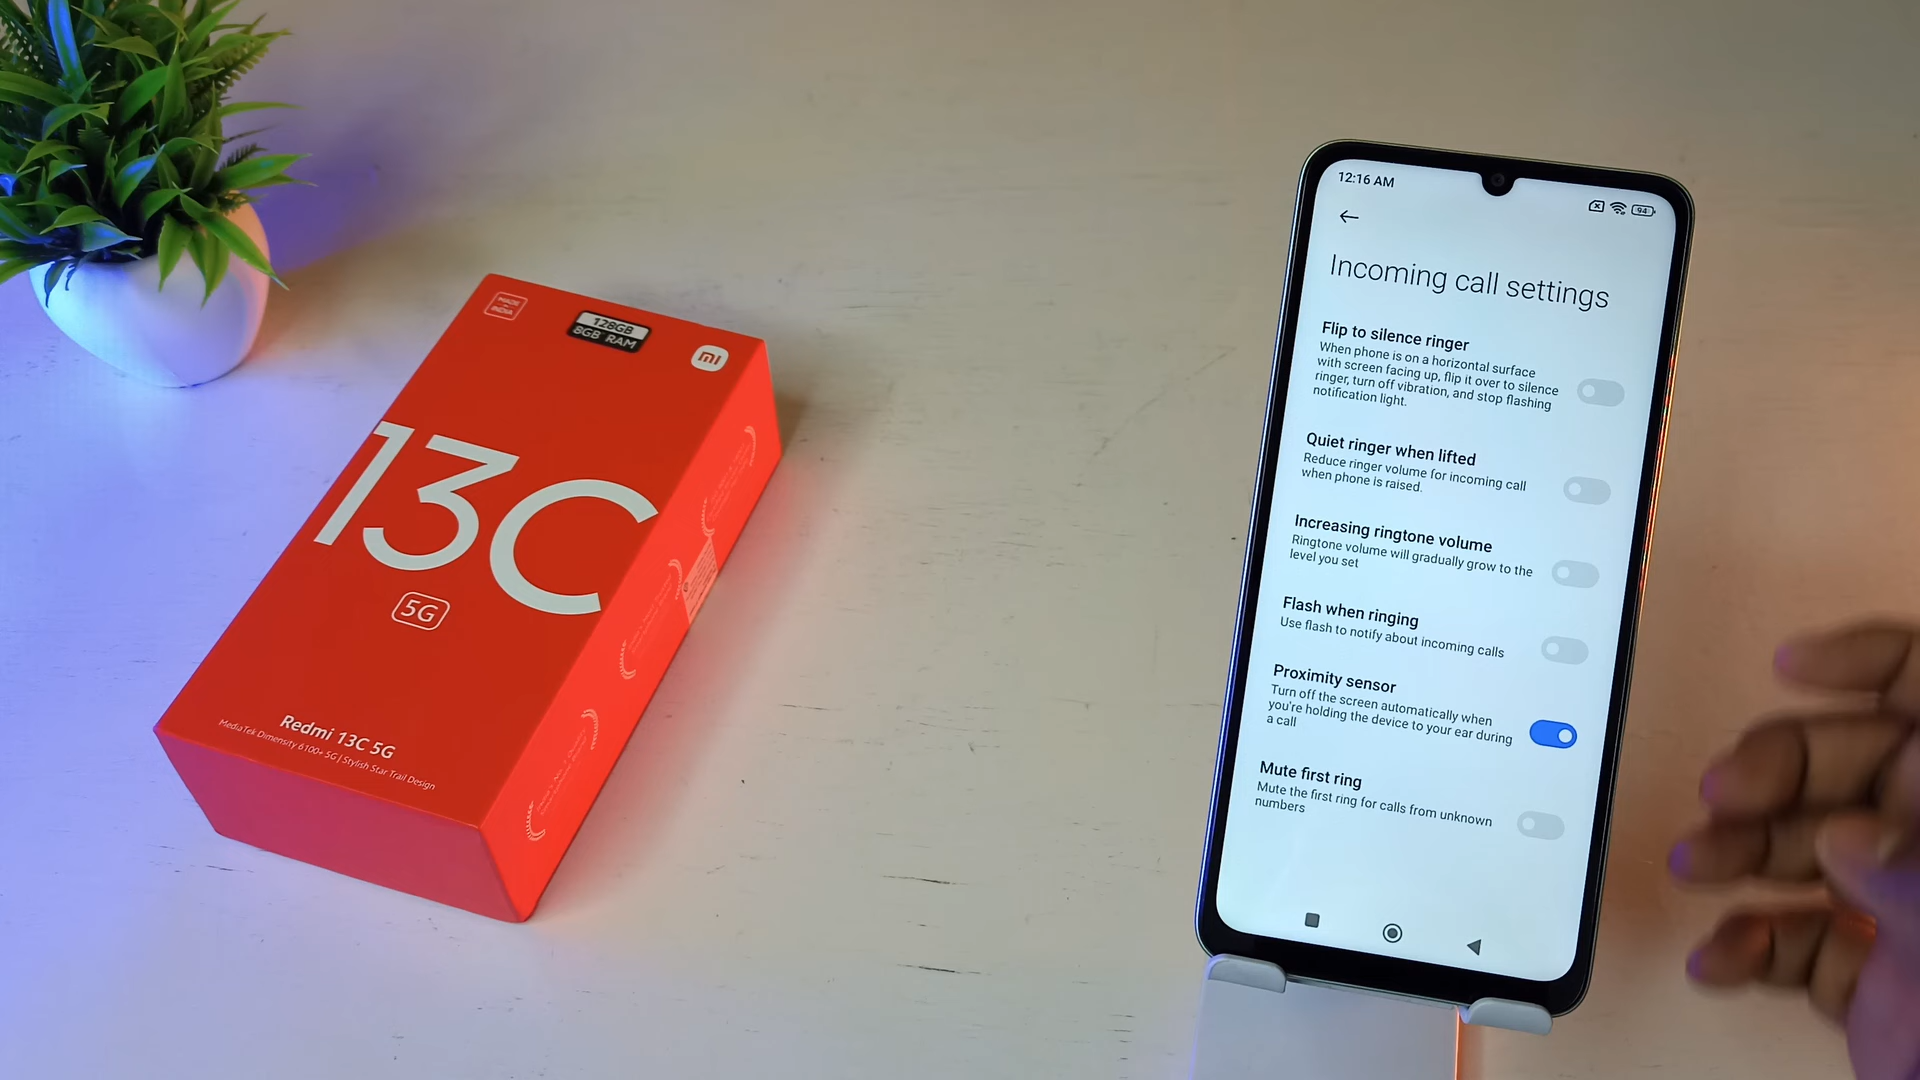 MADE
IN
INDIA
128GB
8GB RAM
mi
13C
5G
Redmi 13C 5G
MediaTek Dimensity 6100+ 5G | Stylish Star Trail Design
12:16 AM
94
Incoming call settings
Flip to silence ringer
When phone is on a horizontal surface
with screen facing up, flip it over to silence
ringer, turn off vibration, and stop flashing
notification light.
Quiet ringer when lifted
Reduce ringer volume for incoming call
when phone is raised.
Increasing ringtone volume
Ringtone volume will gradually grow to the
level you set
Flash when ringing
Use flash to notify about incoming calls
Proximity sensor
Turn off the screen automatically when
you're holding the device to your ear during
a call
Mute first ring
Mute the first ring for calls from unknown
numbers